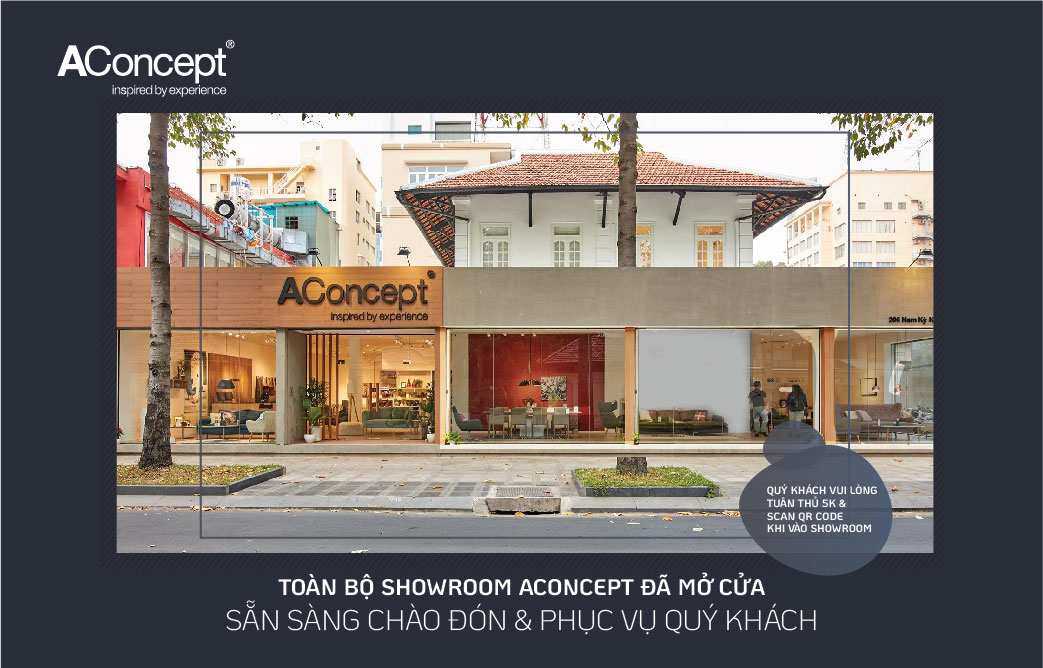 AConcept®
inspired by experience
AConcept®
inspired by experience
QUÝ KHÁCH VUI LÒNG
TUÂN THỦ 5K &
SCAN QR CODE
KHI VÀO SHOWROOM
TOÀN BỘ SHOWROOM ACONCEPT ĐÃ MỞ CỬA
SẴN SÀNG CHÀO ĐÓN & PHỤC VỤ QUÝ KHÁCH